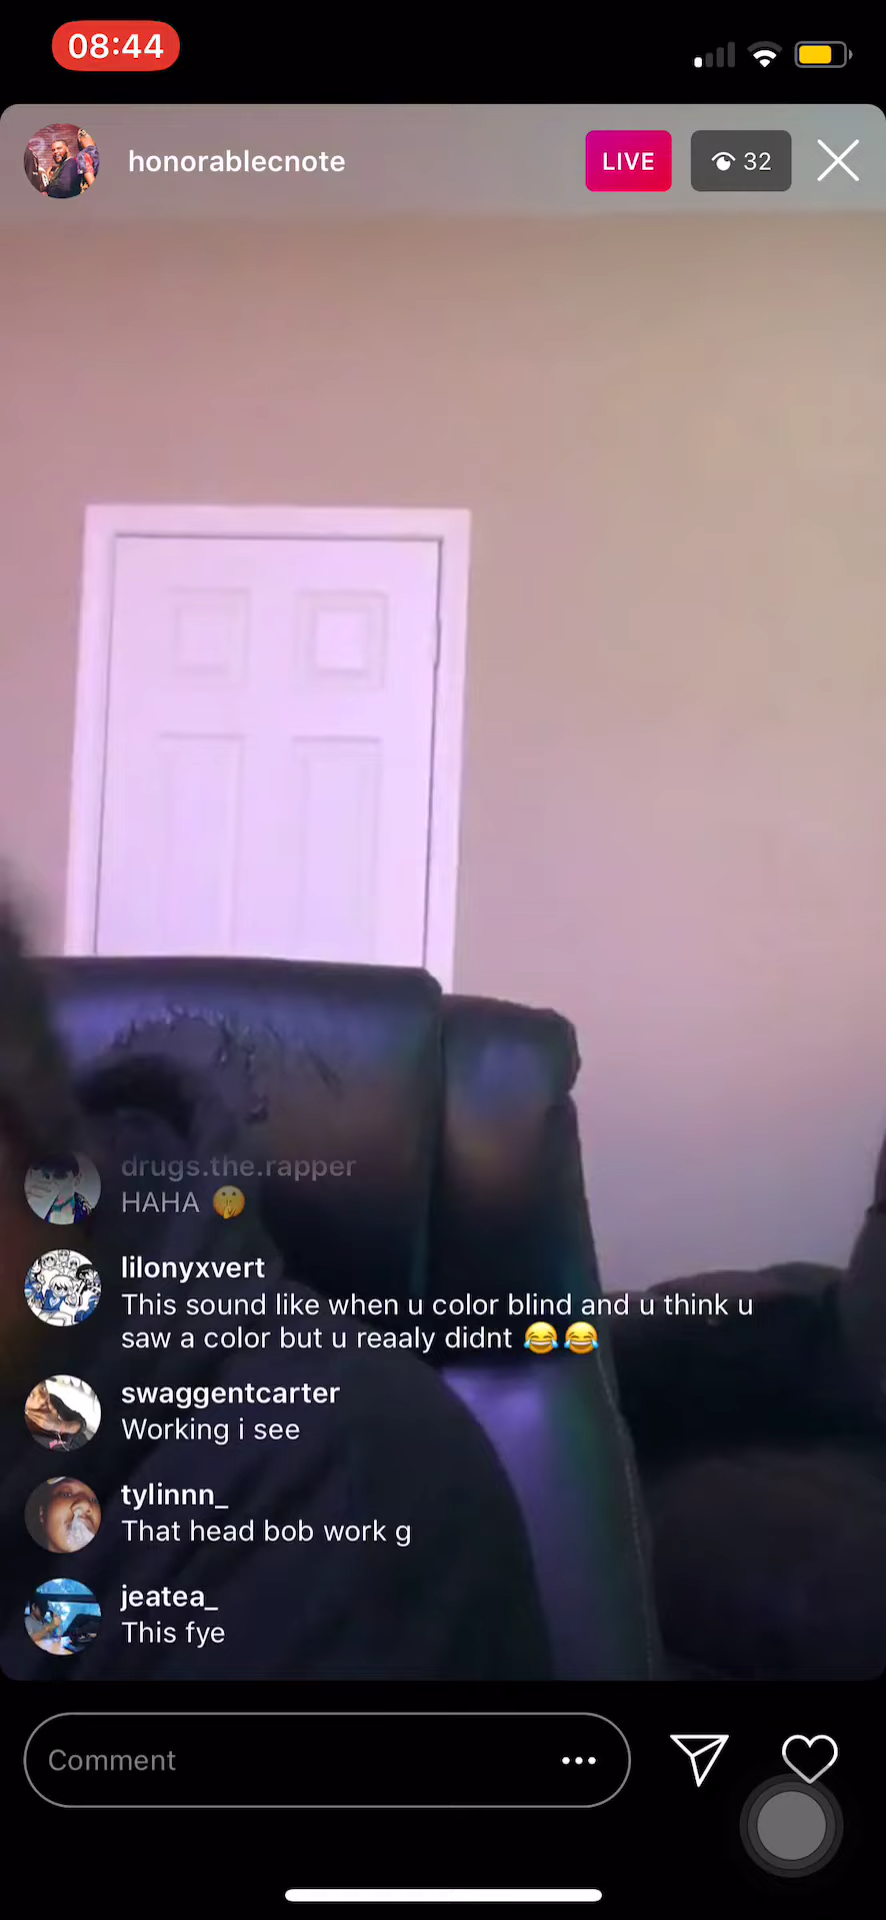 08:44
honorablecnote
LIVE
32
drugs.the.rapper
HAHA 🤫
lilonyxvert
This sound like when u color blind and u think u
saw a color but u reaaly didnt 😂😂
swaggentcarter
Working i see
tylinnn_
That head bob work g
jeatea_
This fye
Comment